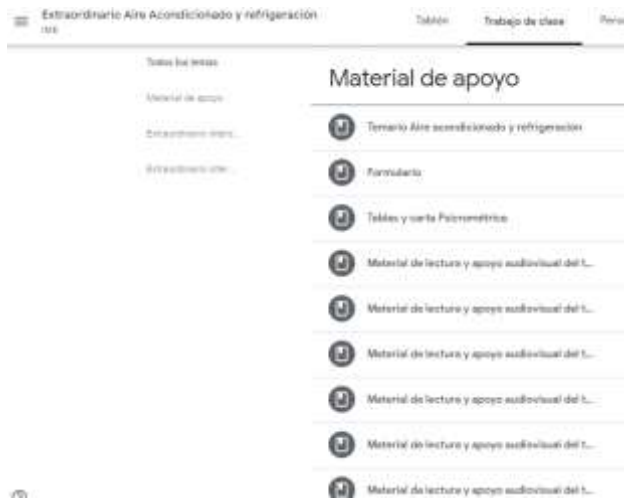 Extraordinario Aire Acondicionado y refrigeración
Tablón
Trabajo de clase
Todos los temas
Material de apoyo
Extraordinario
Extraordinario
Material de apoyo
Temario Aire acondicionado y refrigeración
Formulario
Tablas y carta Psicrométrica
Material de lectura y apoyo audiovisual del t...
Material de lectura y apoyo audiovisual del t...
Material de lectura y apoyo audiovisual del t...
Material de lectura y apoyo audiovisual del t...
Material de lectura y apoyo audiovisual del t...
Material de lectura y apoyo audiovisual del t...